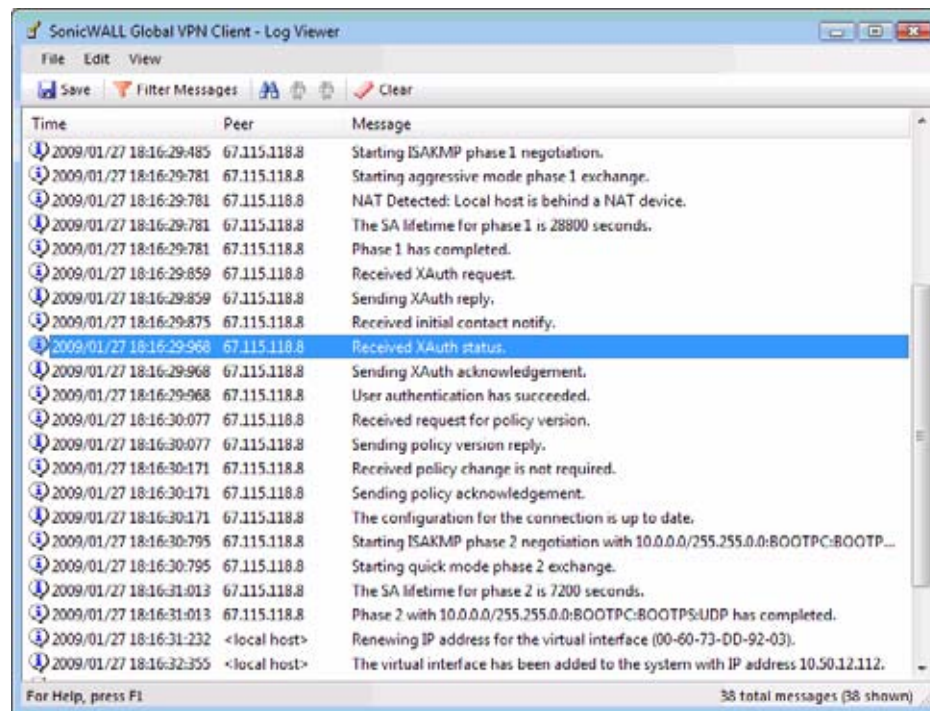 SonicWALL Global VPN Client - Log Viewer
File Edit View
Save Filter Messages Clear
Time Peer Message
2009/01/27 18:16:29:485 67.115.118.8 Starting ISAKMP phase 1 negotiation.
2009/01/27 18:16:29:781 67.115.118.8 Starting aggressive mode phase 1 exchange.
2009/01/27 18:16:29:781 67.115.118.8 NAT Detected: Local host is behind a NAT device.
2009/01/27 18:16:29:781 67.115.118.8 The SA lifetime for phase 1 is 28800 seconds.
2009/01/27 18:16:29:781 67.115.118.8 Phase 1 has completed.
2009/01/27 18:16:29:859 67.115.118.8 Received XAuth request.
2009/01/27 18:16:29:859 67.115.118.8 Sending XAuth reply.
2009/01/27 18:16:29:875 67.115.118.8 Received initial contact notify.
2009/01/27 18:16:29:968 67.115.118.8 Received XAuth status.
2009/01/27 18:16:29:968 67.115.118.8 Sending XAuth acknowledgement.
2009/01/27 18:16:29:968 67.115.118.8 User authentication has succeeded.
2009/01/27 18:16:30:077 67.115.118.8 Received request for policy version.
2009/01/27 18:16:30:077 67.115.118.8 Sending policy version reply.
2009/01/27 18:16:30:171 67.115.118.8 Received policy change is not required.
2009/01/27 18:16:30:171 67.115.118.8 Sending policy acknowledgement.
2009/01/27 18:16:30:171 67.115.118.8 The configuration for the connection is up to date.
2009/01/27 18:16:30:795 67.115.118.8 Starting ISAKMP phase 2 negotiation with 10.0.0.0/255.255.0.0:BOOTPC:BOOTP...
2009/01/27 18:16:30:795 67.115.118.8 Starting quick mode phase 2 exchange.
2009/01/27 18:16:31:013 67.115.118.8 The SA lifetime for phase 2 is 7200 seconds.
2009/01/27 18:16:31:013 67.115.118.8 Phase 2 with 10.0.0.0/255.255.0.0:BOOTPC:BOOTPS:UDP has completed.
2009/01/27 18:16:31:232 <local host> Renewing IP address for the virtual interface (00-60-73-DD-92-03).
2009/01/27 18:16:32:355 <local host> The virtual interface has been added to the system with IP address 10.50.12.112.
For Help, press F1 38 total messages (38 shown)